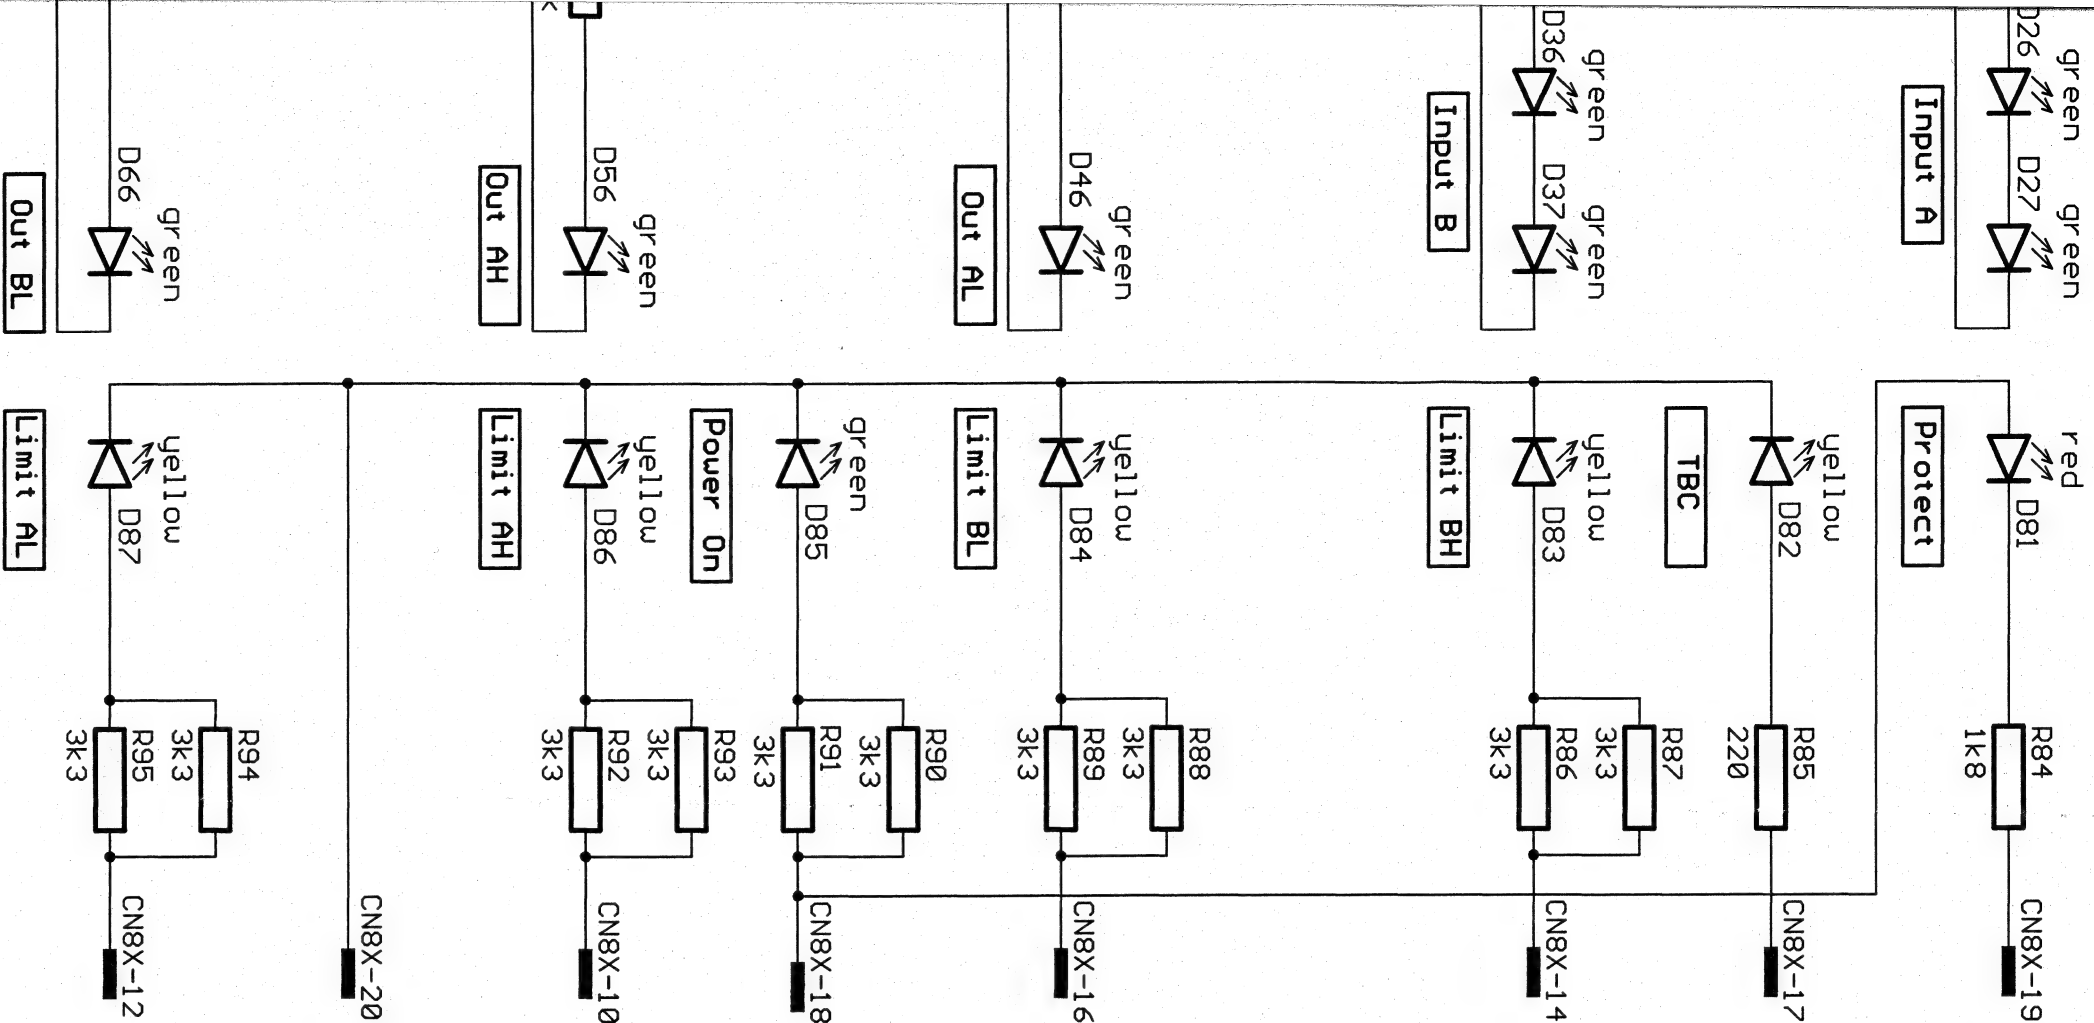 D66
green
Out BL
D56
green
Out AH
D46
green
Out AL
D36
green
D37
green
Input B
D26
green
D27
green
Input A
Limit AL
yellow
D87
Limit AH
yellow
D86
Power On
green
D85
Limit BL
yellow
D84
Limit BH
yellow
D83
TBC
yellow
D82
Protect
red
D81
3k3
R95
3k3
R94
3k3
R92
3k3
R93
3k3
R91
3k3
R90
3k3
R89
3k3
R88
3k3
R86
3k3
R87
220
R85
1k8
R84
CN8X-12
CN8X-20
CN8X-10
CN8X-18
CN8X-16
CN8X-14
CN8X-17
CN8X-19